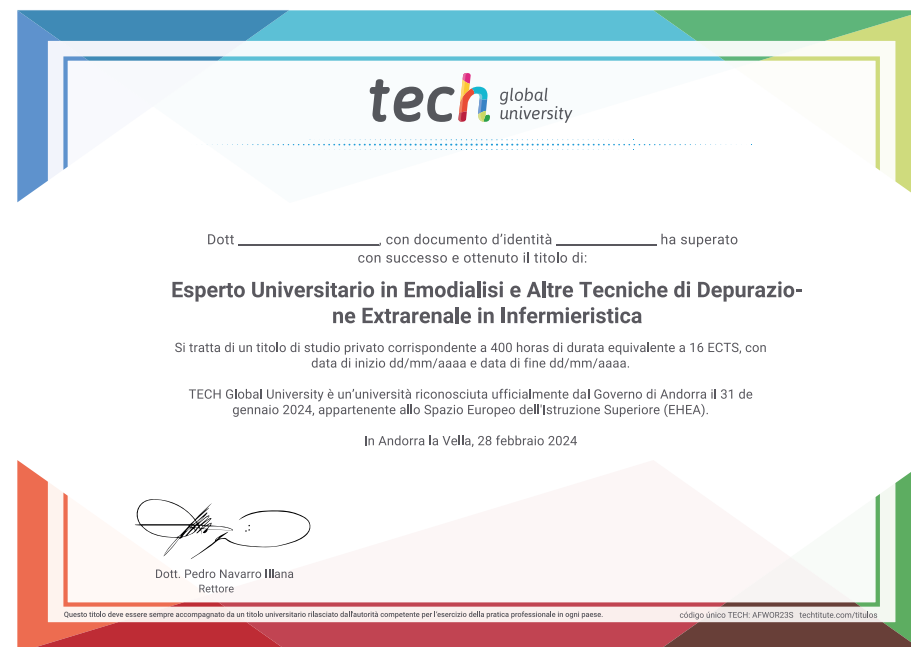 tech global university
Dott ____________, con documento d'identità ____________ ha superato
con successo e ottenuto il titolo di:
Esperto Universitario in Emodialisi e Altre Tecniche di Depurazio-
ne Extrarenale in Infermieristica
Si tratta di un titolo di studio privato corrispondente a 400 horas di durata equivalente a 16 ECTS, con
data di inizio dd/mm/aaaa e data di fine dd/mm/aaaa.
TECH Global University è un'università riconosciuta ufficialmente dal Governo di Andorra il 31 de
gennaio 2024, appartenente allo Spazio Europeo dell'Istruzione Superiore (EHEA).
In Andorra la Vella, 28 febbraio 2024
Dott. Pedro Navarro Illana
Rettore
Questo titolo deve essere sempre accompagnato da un titolo universitario rilasciato dall'autorità competente per l'esercizio della pratica professionale in ogni paese.
código único TECH: AFWOR23S techtitute.com/titulos